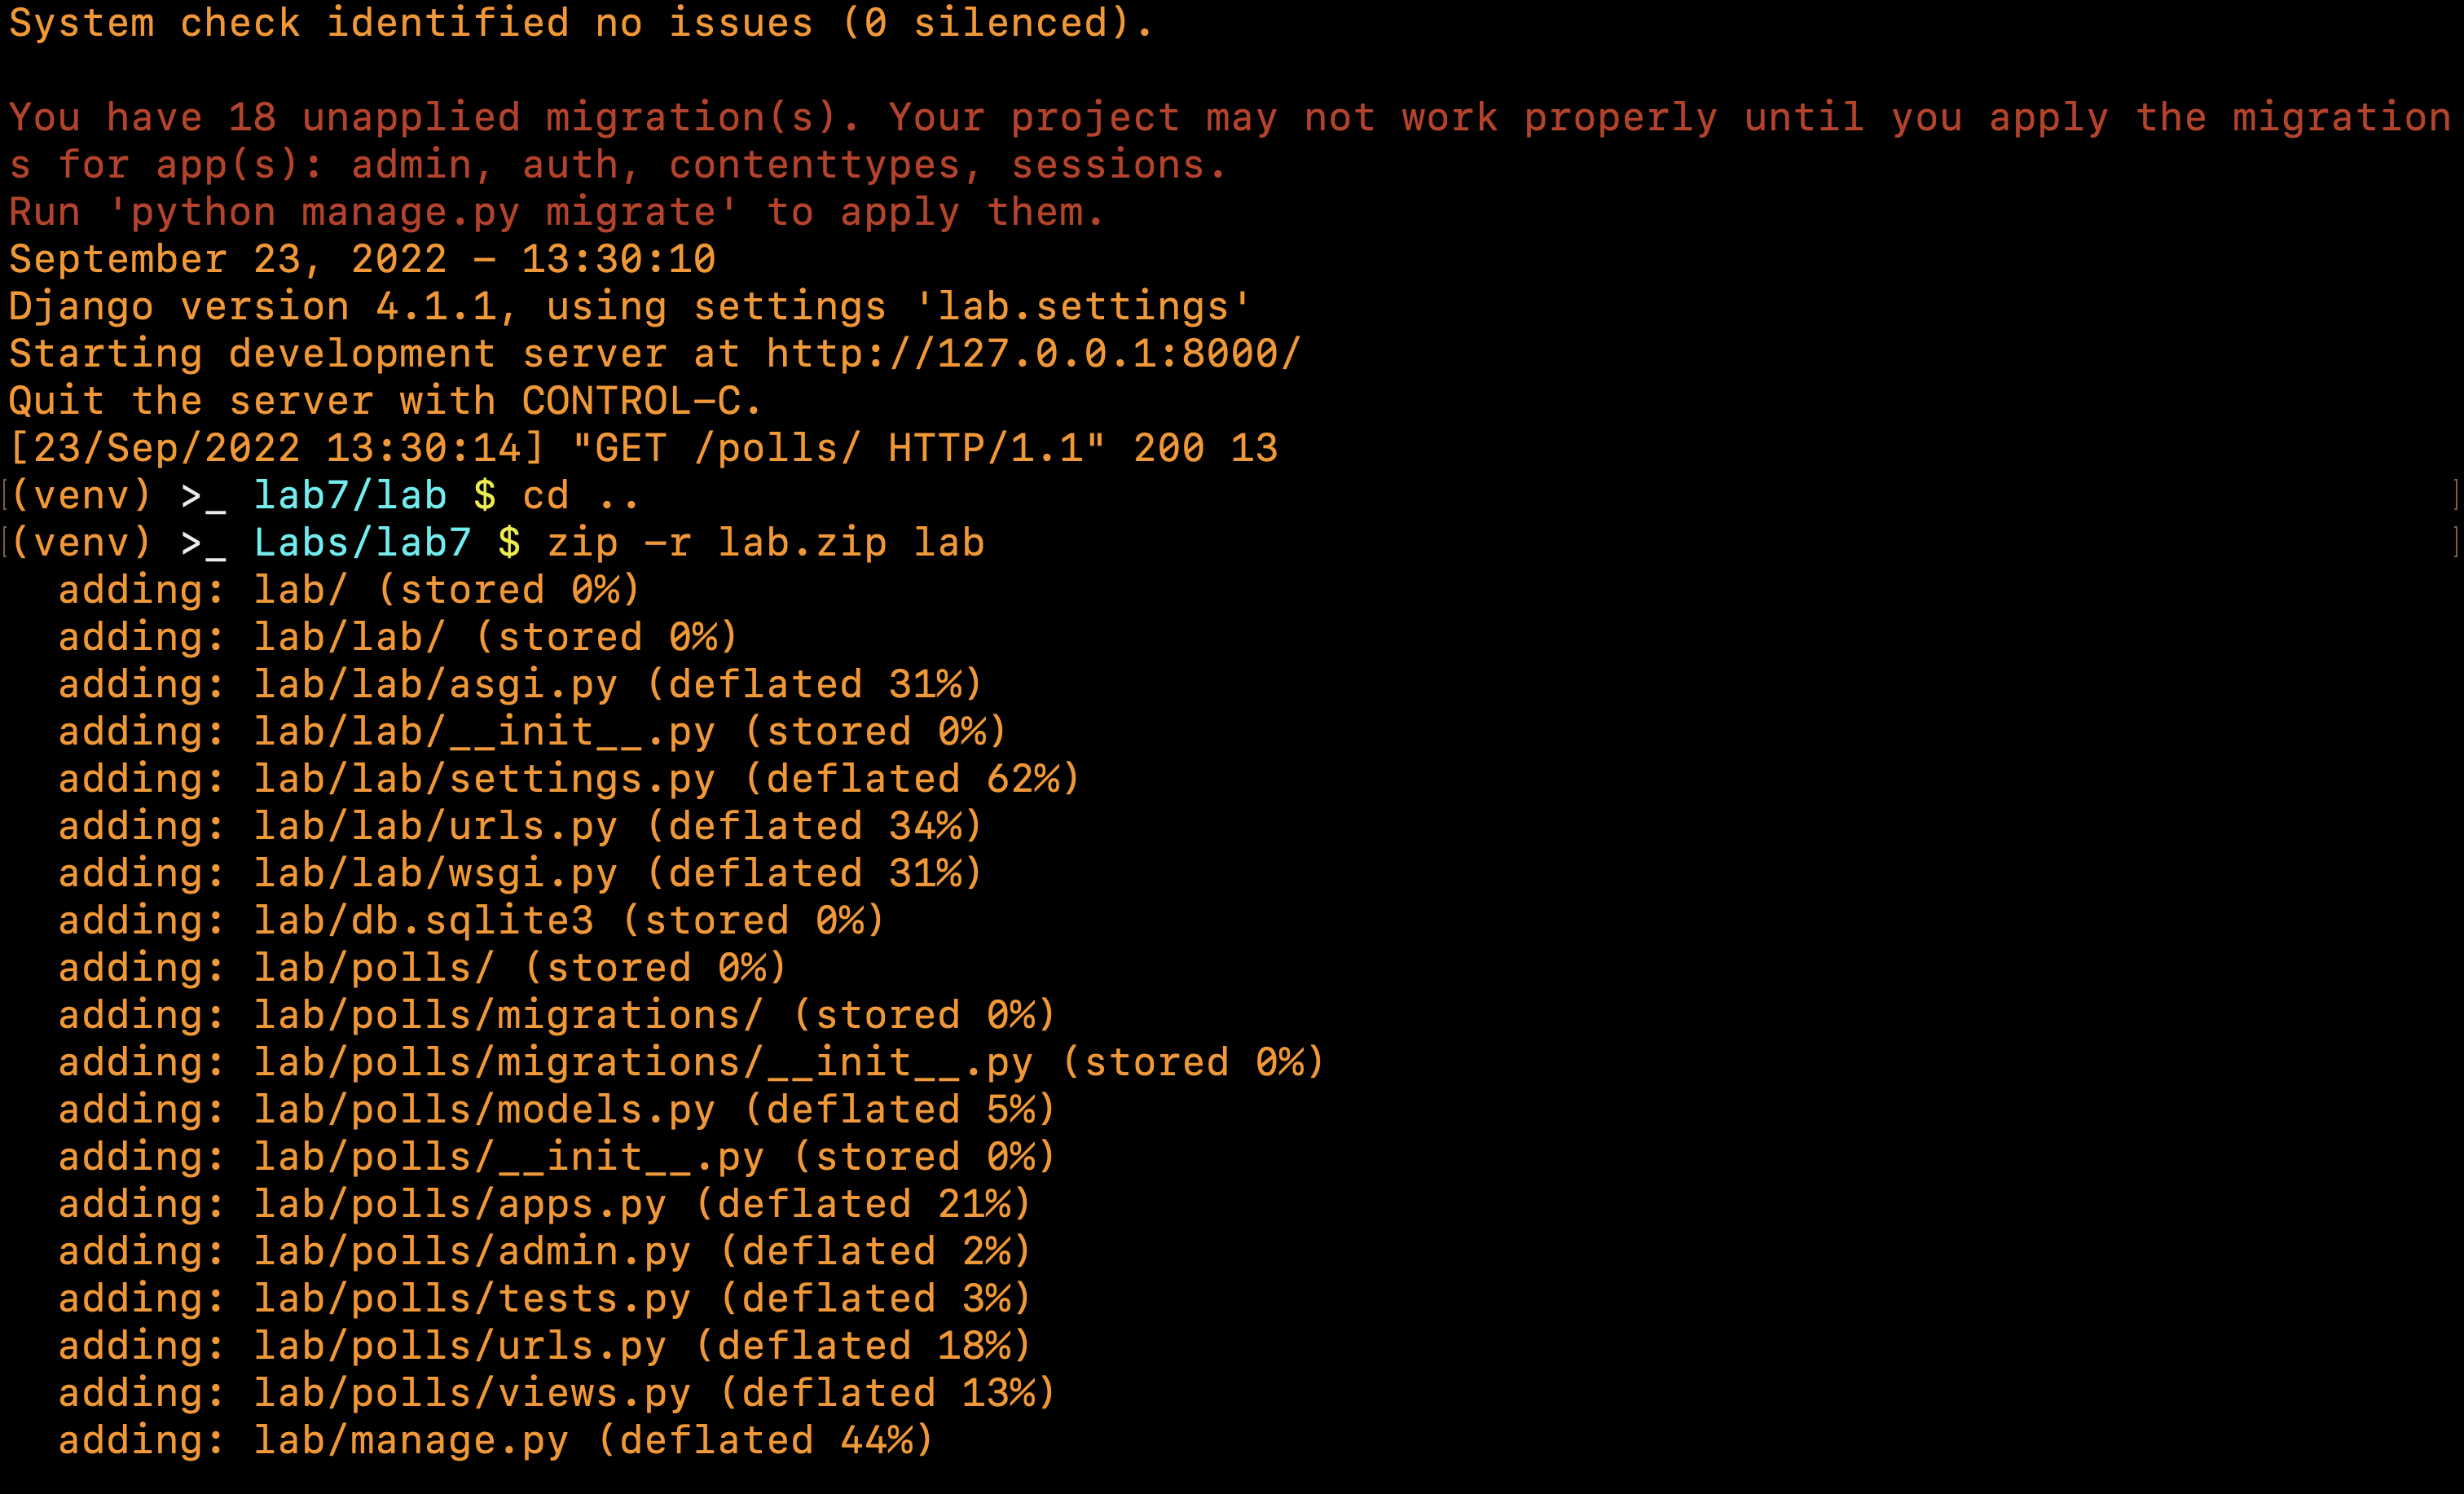 System check identified no issues (0 silenced).
You have 18 unapplied migration(s). Your project may not work properly until you apply the migration
s for app(s): admin, auth, contenttypes, sessions.
Run 'python manage.py migrate' to apply them.
September 23, 2022 - 13:30:10
Django version 4.1.1, using settings 'lab.settings'
Starting development server at http://127.0.0.1:8000/
Quit the server with CONTROL-C.
[23/Sep/2022 13:30:14] "GET /polls/ HTTP/1.1" 200 13
[(venv) >_ lab7/lab $ cd .. ]
[(venv) >_ Labs/lab7 $ zip -r lab.zip lab ]
  adding: lab/ (stored 0%)
  adding: lab/lab/ (stored 0%)
  adding: lab/lab/asgi.py (deflated 31%)
  adding: lab/lab/__init__.py (stored 0%)
  adding: lab/lab/settings.py (deflated 62%)
  adding: lab/lab/urls.py (deflated 34%)
  adding: lab/lab/wsgi.py (deflated 31%)
  adding: lab/db.sqlite3 (stored 0%)
  adding: lab/polls/ (stored 0%)
  adding: lab/polls/migrations/ (stored 0%)
  adding: lab/polls/migrations/__init__.py (stored 0%)
  adding: lab/polls/models.py (deflated 5%)
  adding: lab/polls/__init__.py (stored 0%)
  adding: lab/polls/apps.py (deflated 21%)
  adding: lab/polls/admin.py (deflated 2%)
  adding: lab/polls/tests.py (deflated 3%)
  adding: lab/polls/urls.py (deflated 18%)
  adding: lab/polls/views.py (deflated 13%)
  adding: lab/manage.py (deflated 44%)